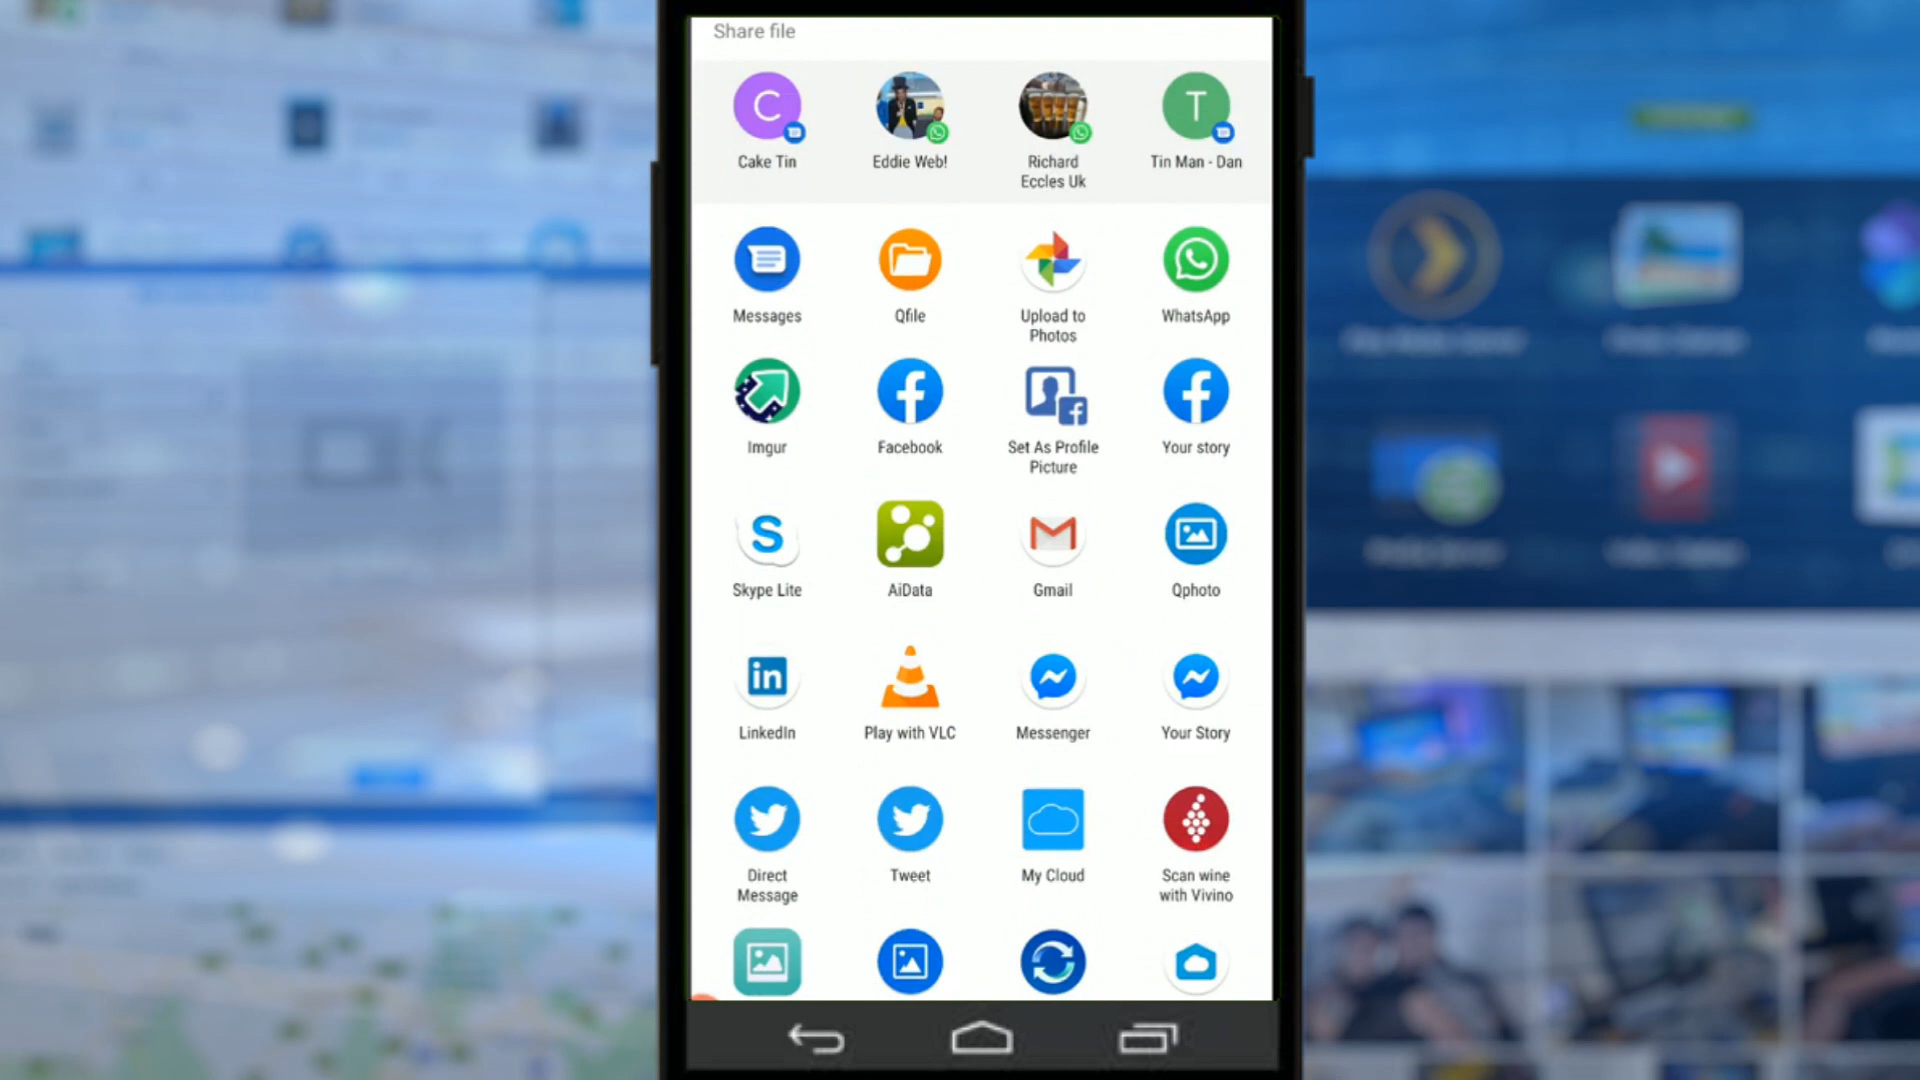 Share file
C
T
Cake Tin
Eddie Web!
Richard
Eccles Uk
Tin Man - Dan
Messages
Qfile
Upload to
Photos
WhatsApp
Imgur
Facebook
Set As Profile
Picture
Your story
Skype Lite
AiData
Gmail
Qphoto
in
LinkedIn
Play with VLC
Messenger
Your Story
Direct
Message
Tweet
My Cloud
Scan wine
with Vivino